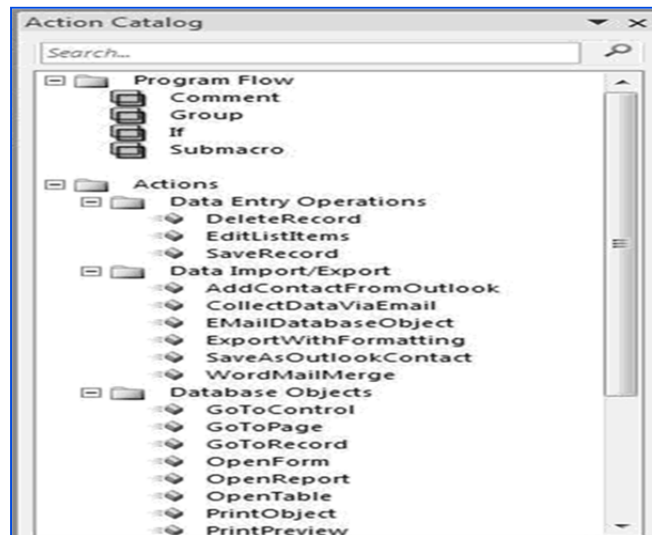 Action Catalog
Search...
Program Flow
Comment
Group
If
Submacro
Actions
Data Entry Operations
DeleteRecord
EditListItems
SaveRecord
Data Import/Export
AddContactFromOutlook
CollectDataViaEmail
EMailDatabaseObject
ExportWithFormatting
SaveAsOutlookContact
WordMailMerge
Database Objects
GoToControl
GoToPage
GoToRecord
OpenForm
OpenReport
OpenTable
PrintObject
PrintPreview